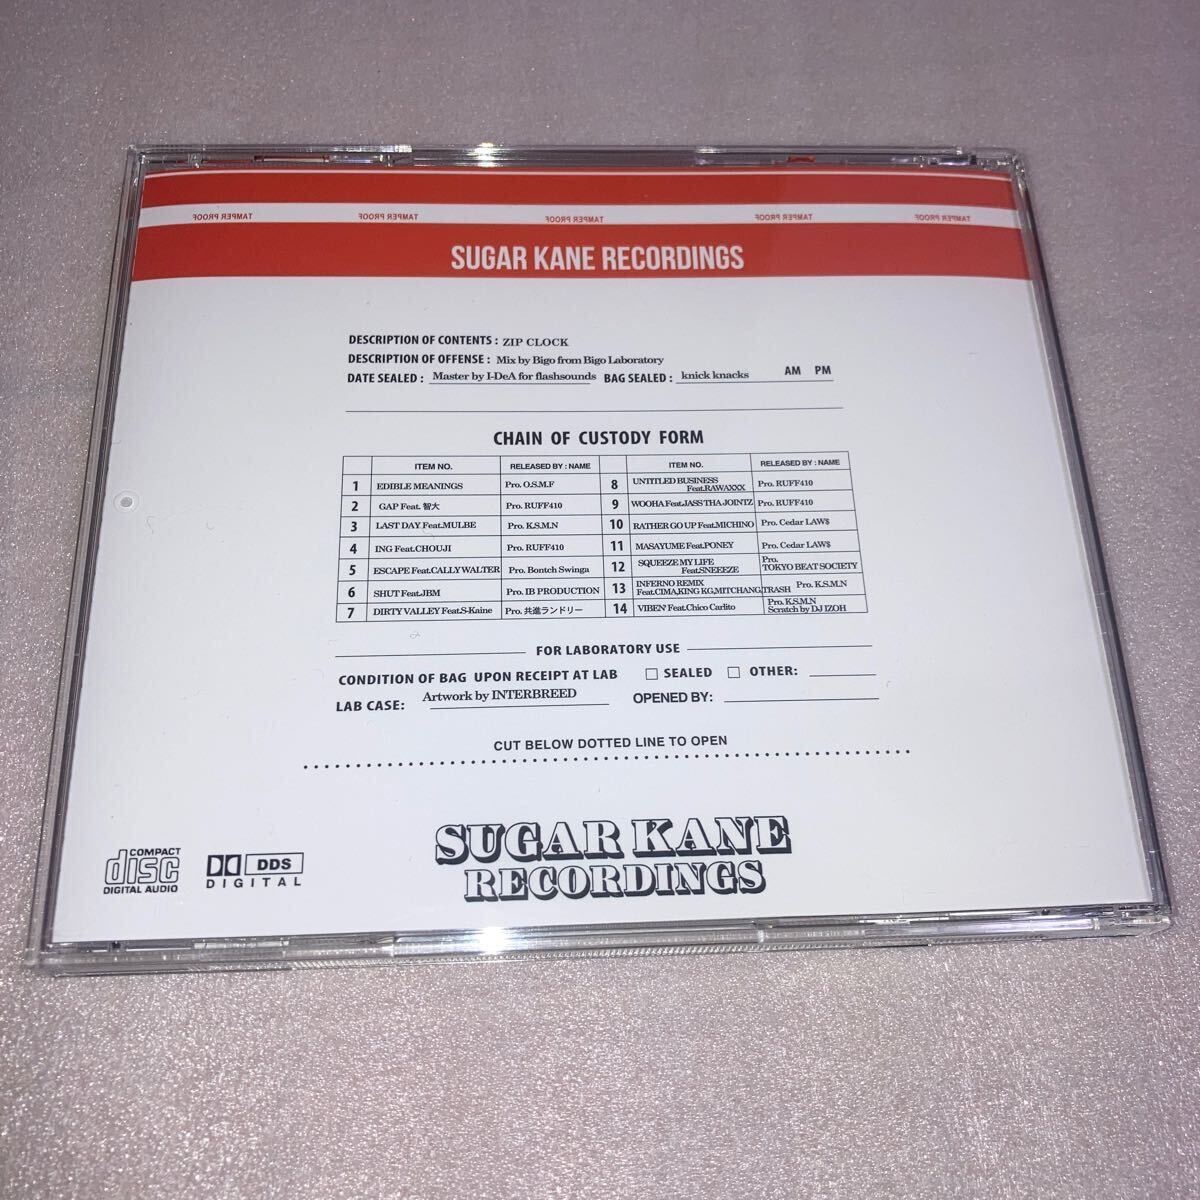 TAMPER PROOF TAMPER PROOF TAMPER PROOF TAMPER PROOF TAMPER PROOF
SUGAR KANE RECORDINGS
DESCRIPTION OF CONTENTS : ZIP CLOCK
DESCRIPTION OF OFFENSE : Mix by Bigo from Bigo Laboratory
DATE SEALED : Master by I-DeA for flashsounds BAG SEALED : knick knacks AM PM
CHAIN OF CUSTODY FORM
ITEM NO. RELEASED BY : NAME
1 EDIBLE MEANINGS Pro. O.S.M.F
2 GAP Feat. 智大 Pro. RUFF410
3 LAST DAY Feat.MULBE Pro. K.S.M.N
4 ING Feat.CHOUJI Pro. RUFF410
5 ESCAPE Feat.CALLY WALTER Pro. Bontch Swinga
6 SHUT Feat.JBM Pro. IB PRODUCTION
7 DIRTY VALLEY Feat.S-Kaine Pro. 共進ランドリー
ITEM NO. RELEASED BY : NAME
8 UNTITLED BUSINESS
Feat.RAWAXXX Pro. RUFF410
9 WOOHA Feat.JASS THA JOINTZ Pro. RUFF410
10 RATHER GO UP Feat.MICHINO Pro. Cedar LAW$
11 MASAYUME Feat.PONEY Pro. Cedar LAW$
12 SQUEEZE MY LIFE
Feat.SNEEEZE Pro.
TOKYO BEAT SOCIETY
13 INFERNO REMIX
Feat.CIMA,KING KG,MITCHANG,TRASH Pro. K.S.M.N
14 VIBEN' Feat.Chico Carlito Pro. K.S.M.N
Scratch by DJ IZOH
FOR LABORATORY USE
CONDITION OF BAG UPON RECEIPT AT LAB SEALED OTHER:
LAB CASE: Artwork by INTERBREED OPENED BY:
CUT BELOW DOTTED LINE TO OPEN
SUGAR KANE
RECORDINGS
COMPACT
disc
DIGITAL AUDIO
DDS
DIGITAL